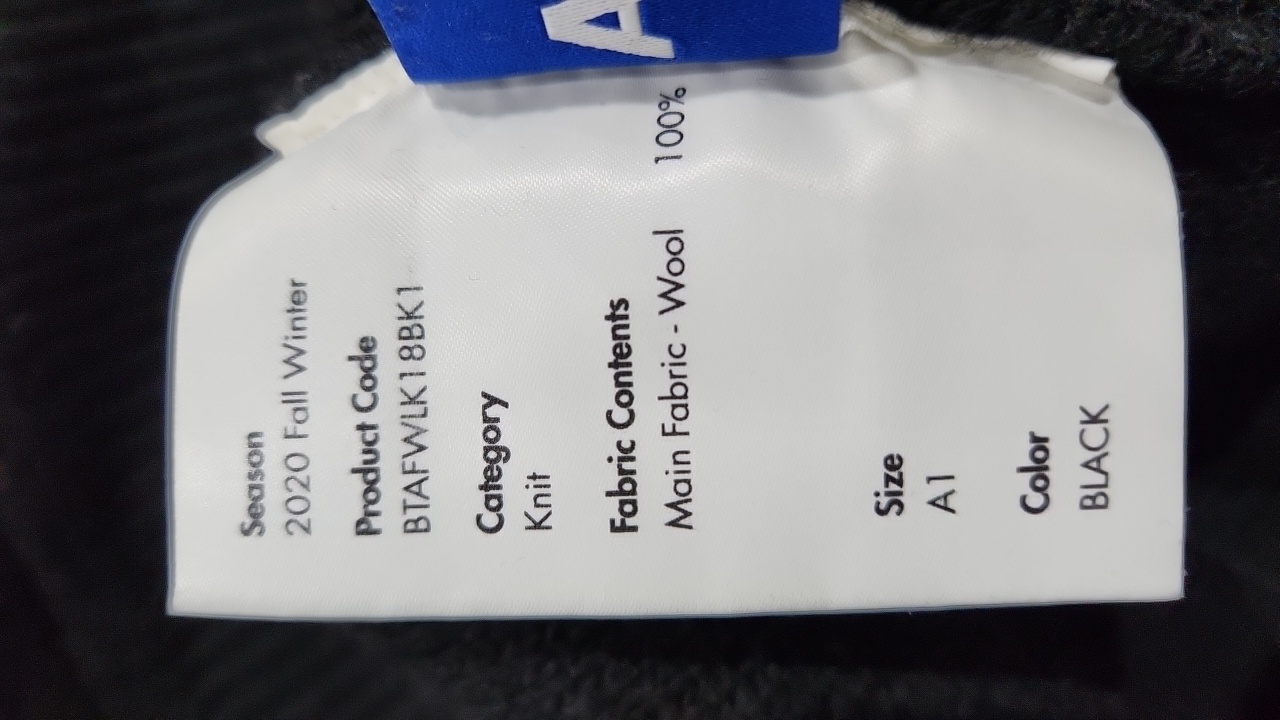 A
Season
2020 Fall Winter
Product Code
BTAFWLK18BK1
Category
Knit
Fabric Contents
Main Fabric - Wool 100%
Size
A1
Color
BLACK